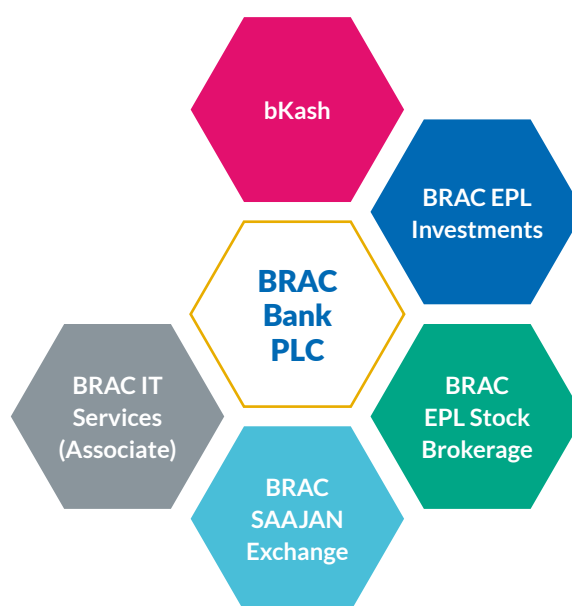 bKash
BRAC EPL
Investments
BRAC
Bank
PLC
BRAC IT
Services
(Associate)
BRAC
EPL Stock
Brokerage
BRAC
SAAJAN
Exchange